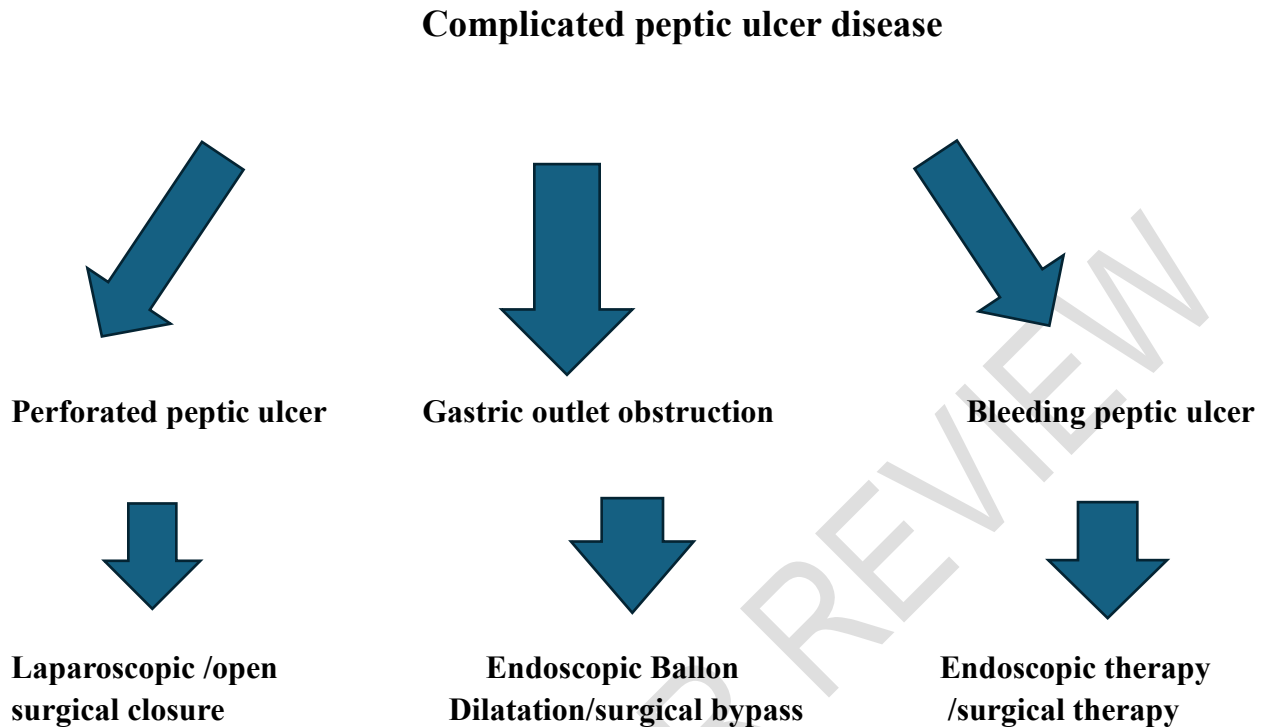 Complicated peptic ulcer disease
Perforated peptic ulcer
Gastric outlet obstruction
Bleeding peptic ulcer
Laparoscopic /open
surgical closure
Endoscopic Ballon
Dilatation/surgical bypass
Endoscopic therapy
/surgical therapy
R REVIEW